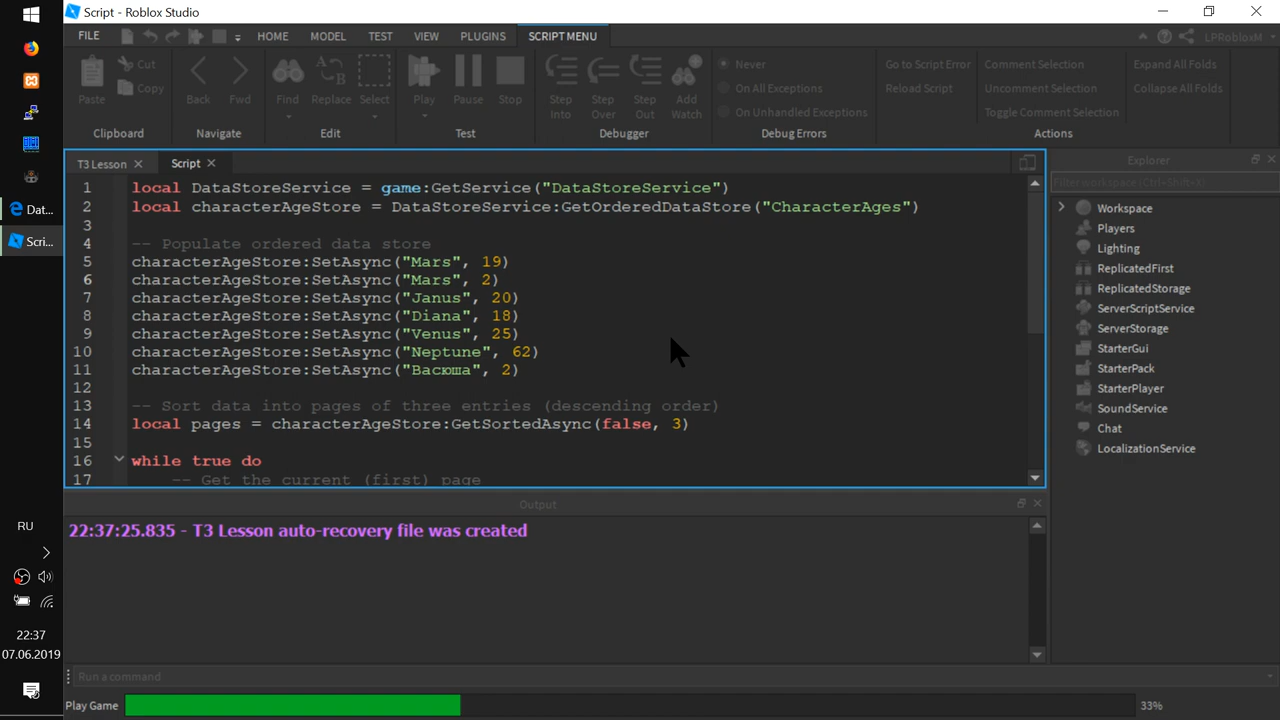 Script - Roblox Studio
FILE
HOME
MODEL
TEST
VIEW
PLUGINS
SCRIPT MENU
LPRobloxM
Paste
Cut
Copy
Clipboard
Back
Fwd
Navigate
Find
Replace
Select
Edit
Play
Pause
Stop
Test
Step Into
Step Over
Step Out
Add Watch
Debugger
Never
On All Exceptions
On Unhandled Exceptions
Debug Errors
Go to Script Error
Reload Script
Comment Selection
Uncomment Selection
Toggle Comment Selection
Expand All Folds
Collapse All Folds
Actions
T3 Lesson
Script
1 local DataStoreService = game:GetService("DataStoreService")
2 local characterAgeStore = DataStoreService:GetOrderedDataStore("CharacterAges")
3
4 -- Populate ordered data store
5 characterAgeStore:SetAsync("Mars", 19)
6 characterAgeStore:SetAsync("Mars", 2)
7 characterAgeStore:SetAsync("Janus", 20)
8 characterAgeStore:SetAsync("Diana", 18)
9 characterAgeStore:SetAsync("Venus", 25)
10 characterAgeStore:SetAsync("Neptune", 62)
11 characterAgeStore:SetAsync("Васюша", 2)
12
13 -- Sort data into pages of three entries (descending order)
14 local pages = characterAgeStore:GetSortedAsync(false, 3)
15
16 while true do
17 -- Get the current (first) page
Explorer
Filter workspace (Ctrl+Shift+X)
Workspace
Players
Lighting
ReplicatedFirst
ReplicatedStorage
ServerScriptService
ServerStorage
StarterGui
StarterPack
StarterPlayer
SoundService
Chat
LocalizationService
Output
22:37:25.835 - T3 Lesson auto-recovery file was created
Run a command
Play Game
33%
Dat...
Scri...
RU
22:37
07.06.2019